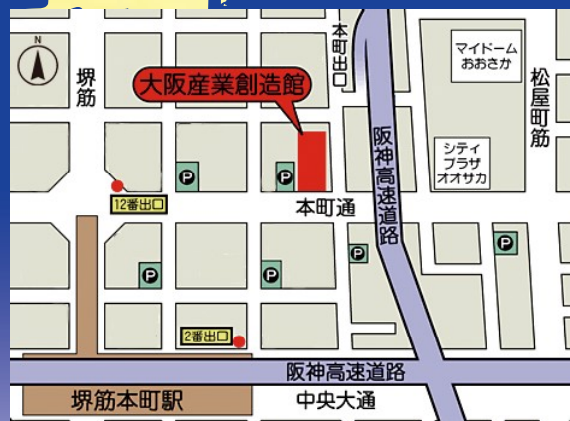 N
堺筋
本町出口
マイドーム
おおさか
松屋町筋
大阪産業創造館
阪神高速道路
シティ
プラザ
オオサカ
P
P
12番出口
本町通
P
P
P
P
2番出口
阪神高速道路
堺筋本町駅
中央大通